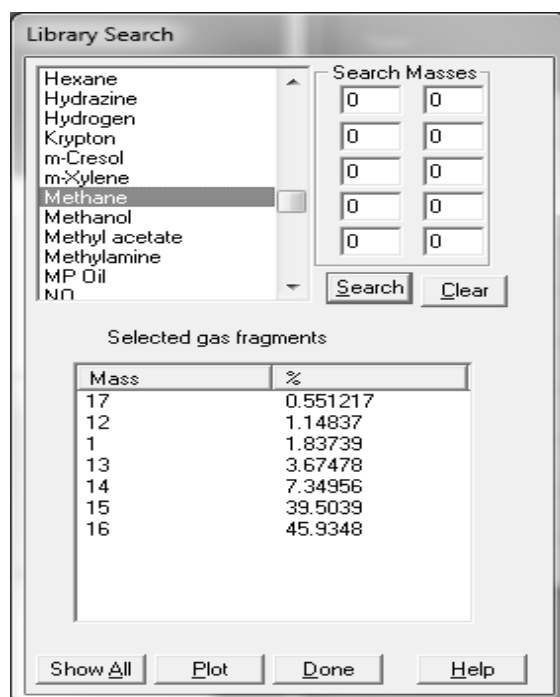 Library Search
Hexane
Hydrazine
Hydrogen
Krypton
m-Cresol
m-Xylene
Methane
Methanol
Methyl acetate
Methylamine
MP Oil
NO
Search Masses
0 0
0 0
0 0
0 0
0 0
Search Clear
Selected gas fragments
Mass %
17 0.551217
12 1.14837
1 1.83739
13 3.67478
14 7.34956
15 39.5039
16 45.9348
Show All Plot Done Help